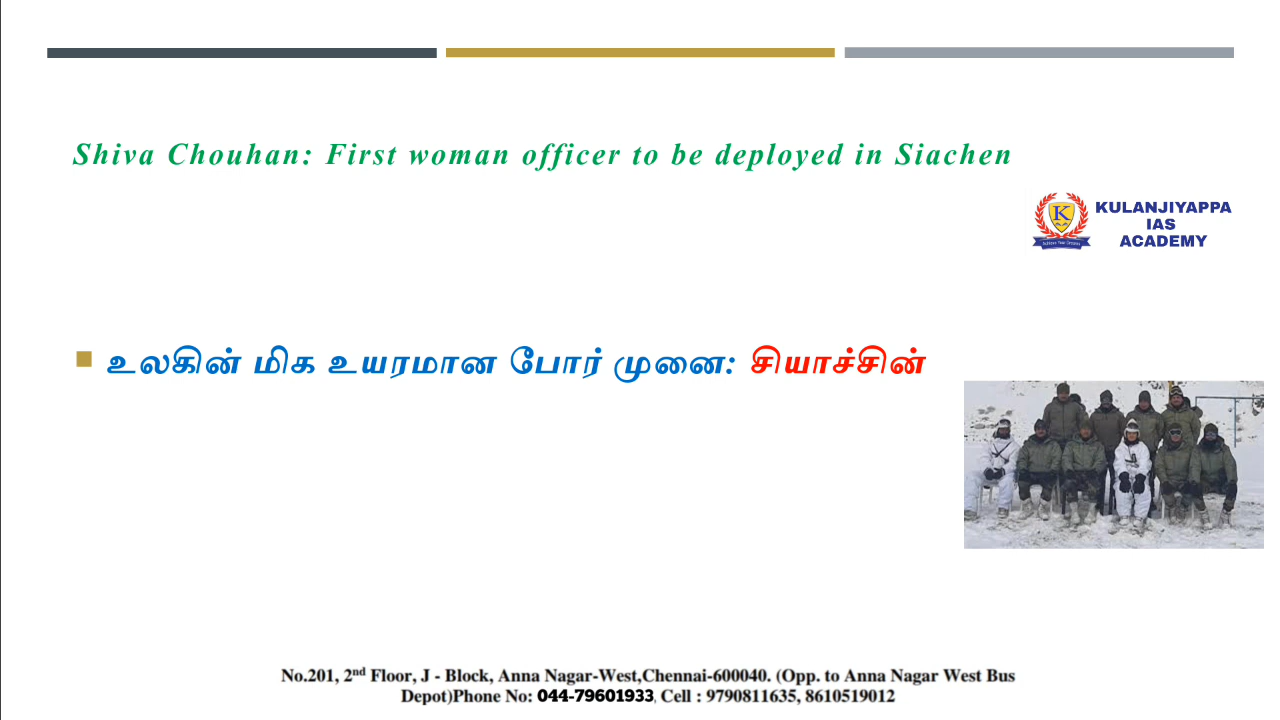 Shiva Chouhan: First woman officer to be deployed in Siachen
KULANJIYAPPA
IAS
ACADEMY
K
உலகின் மிக உயரமான போர் முனை: சியாச்சின்
No.201, 2nd Floor, J - Block, Anna Nagar-West,Chennai-600040. (Opp. to Anna Nagar West Bus
Depot)Phone No: 044-79601933, Cell : 9790811635, 8610519012